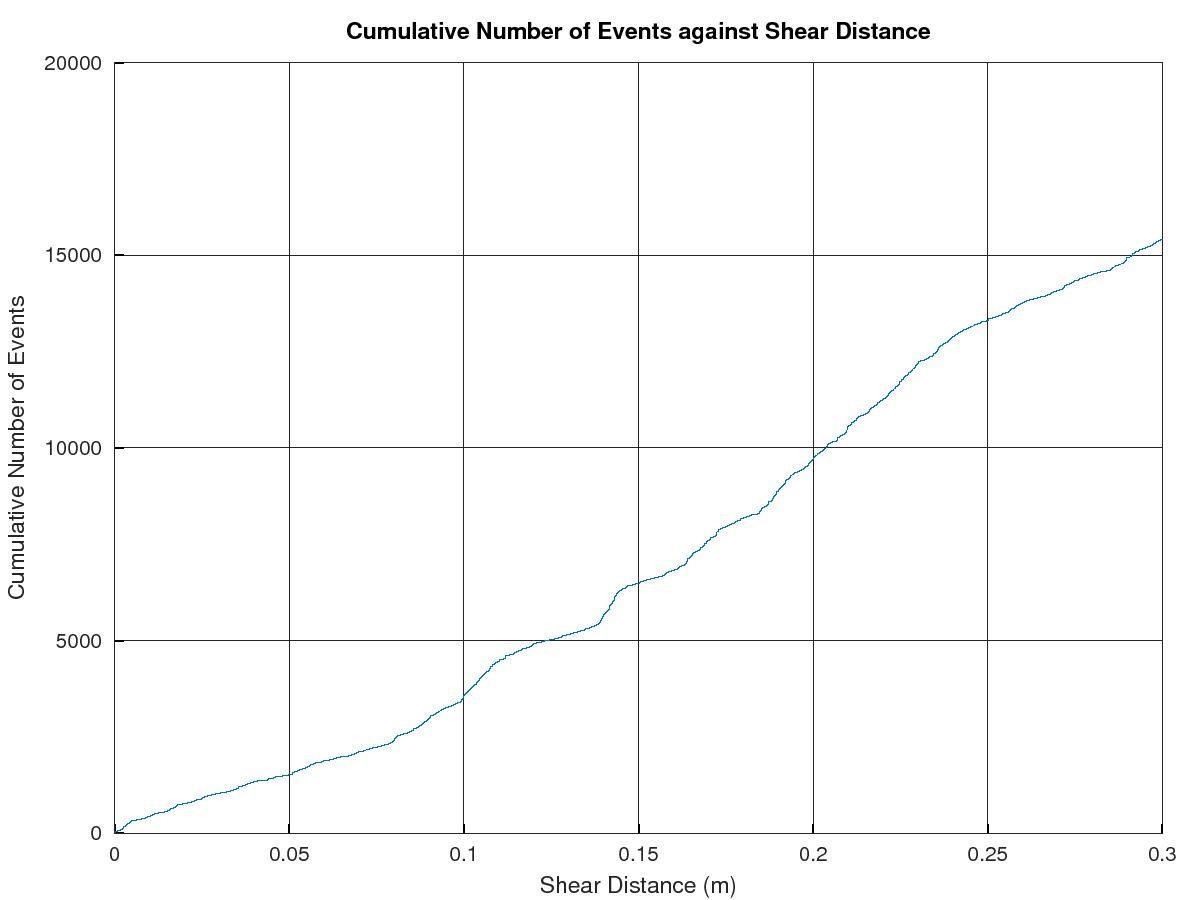 Cumulative Number of Events against Shear Distance
20000
15000
10000
5000
0
Cumulative Number of Events
0 0.05 0.1 0.15 0.2 0.25 0.3
Shear Distance (m)